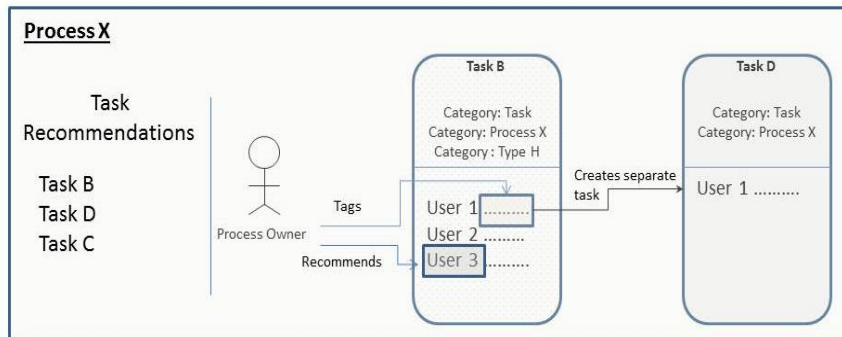 Process X
Task
Recommendations
Task B
Task D
Task C
Process Owner
Tags
Recommends
Task B
Category: Task
Category: Process X
Category : Type H
User 1 .........
User 2 .........
User 3 ..........
Creates separate
task
Task D
Category: Task
Category: Process X
User 1 ..........